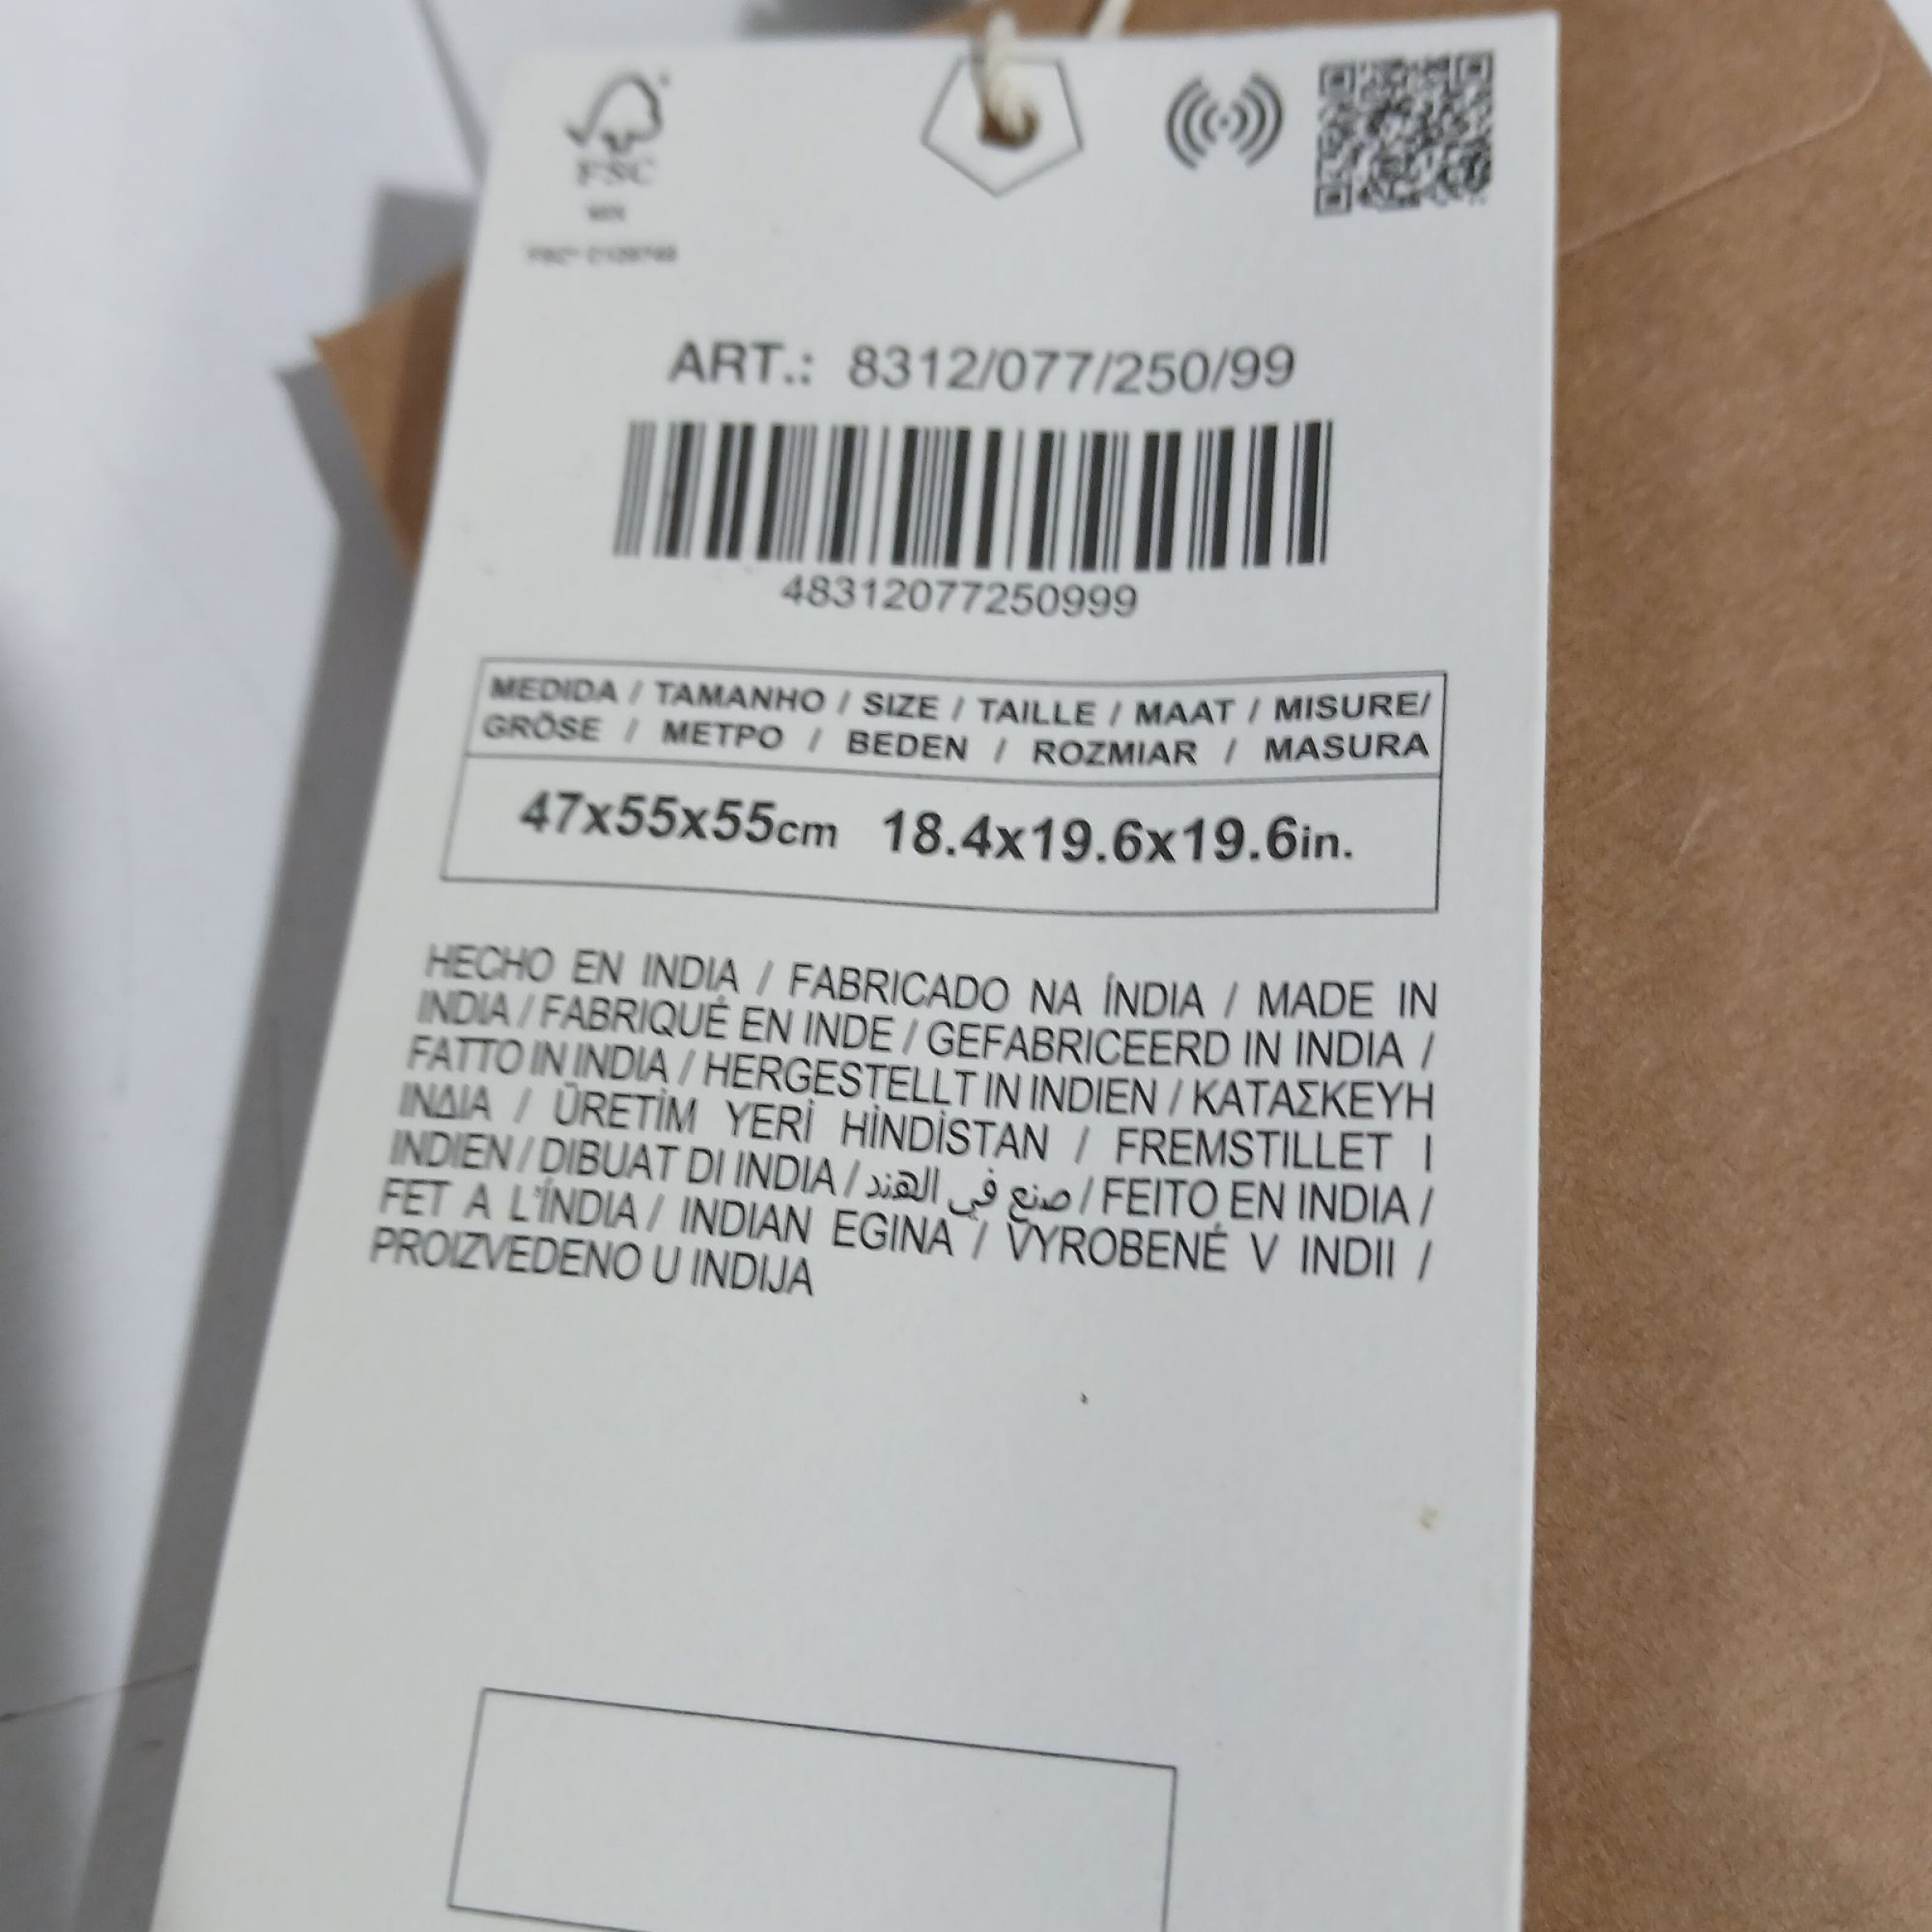 FSC
ART.: 8312/077/250/99
48312077250999
MEDIDA / TAMANHO / SIZE / TAILLE / MAAT / MISURE/
GRÖSE / ΜΕΤΡΟ / BEDEN / ROZMIAR / MASURA
47x55x55cm 18.4x19.6x19.6in.
HECHO EN INDIA / FABRICADO NA ÍNDIA / MADE IN
INDIA / FABRIQUÉ EN INDE / GEFABRICEERD IN INDIA /
FATTO IN INDIA / HERGESTELLT IN INDIEN / ΚΑΤΑΣΚΕΥΗ
ΙΝΔΙΑ / ÜRETİM YERİ HİNDİSTAN / FREMSTILLET I
INDIEN / DIBUAT DI INDIA / صنع في الهند / FEITO EN INDIA /
FET A L'ÍNDIA / INDIAN EGINA / VYROBENÉ V INDII /
PROIZVEDENO U INDIJA